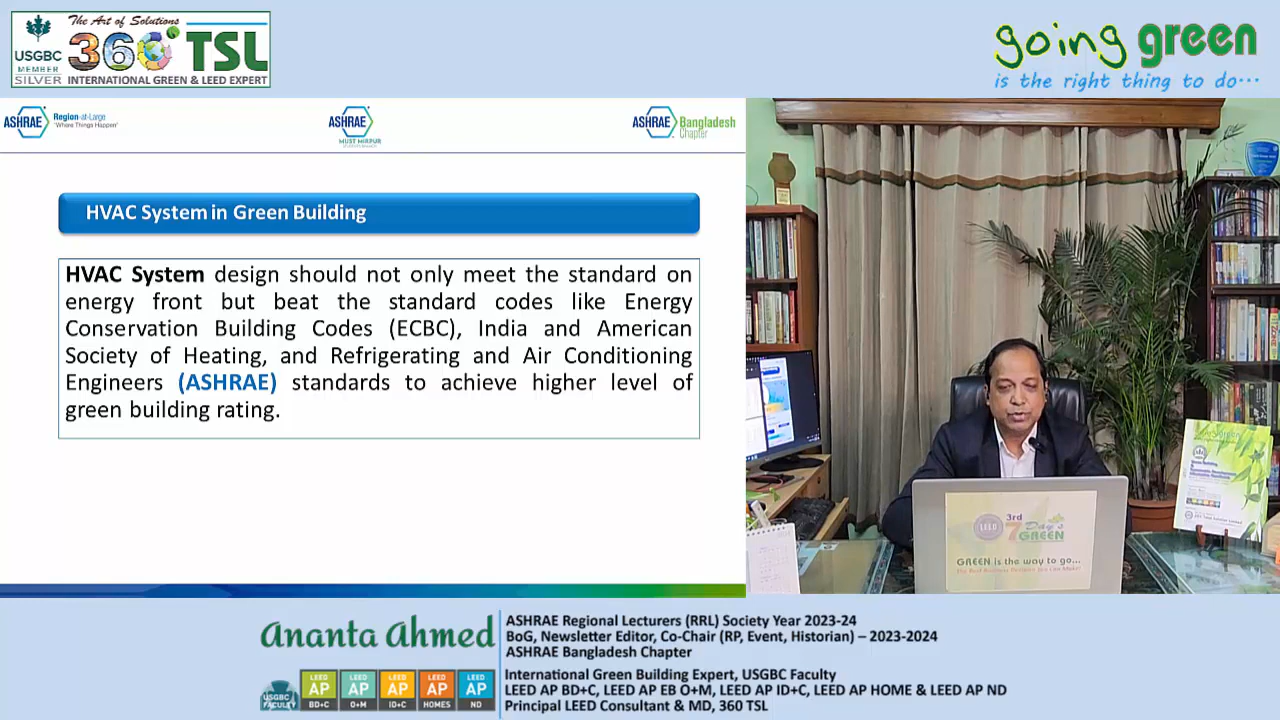 The Art of Solutions
USGBC
MEMBER
SILVER
360 TSL
INTERNATIONAL GREEN & LEED EXPERT
going green
is the right thing to do...
ASHRAE
Region-at-Large
"Where Things Happen"
ASHRAE
MUST MIRPUR
ASHRAE
Bangladesh
Chapter
HVAC System in Green Building
HVAC System design should not only meet the standard on
energy front but beat the standard codes like Energy
Conservation Building Codes (ECBC), India and American
Society of Heating, and Refrigerating and Air Conditioning
Engineers (ASHRAE) standards to achieve higher level of
green building rating.
LEED
3rd
7 Day's
GREEN
GREEN is the way to go...
Ananta Ahmed
USGBC
FACULTY
LEED
AP
BD+C
LEED
AP
O+M
LEED
AP
ID+C
LEED
AP
HOMES
LEED
AP
ND
ASHRAE Regional Lecturers (RRL) Society Year 2023-24
BoG, Newsletter Editor, Co-Chair (RP, Event, Historian) – 2023-2024
ASHRAE Bangladesh Chapter
International Green Building Expert, USGBC Faculty
LEED AP BD+C, LEED AP EB O+M, LEED AP ID+C, LEED AP HOME & LEED AP ND
Principal LEED Consultant & MD, 360 TSL